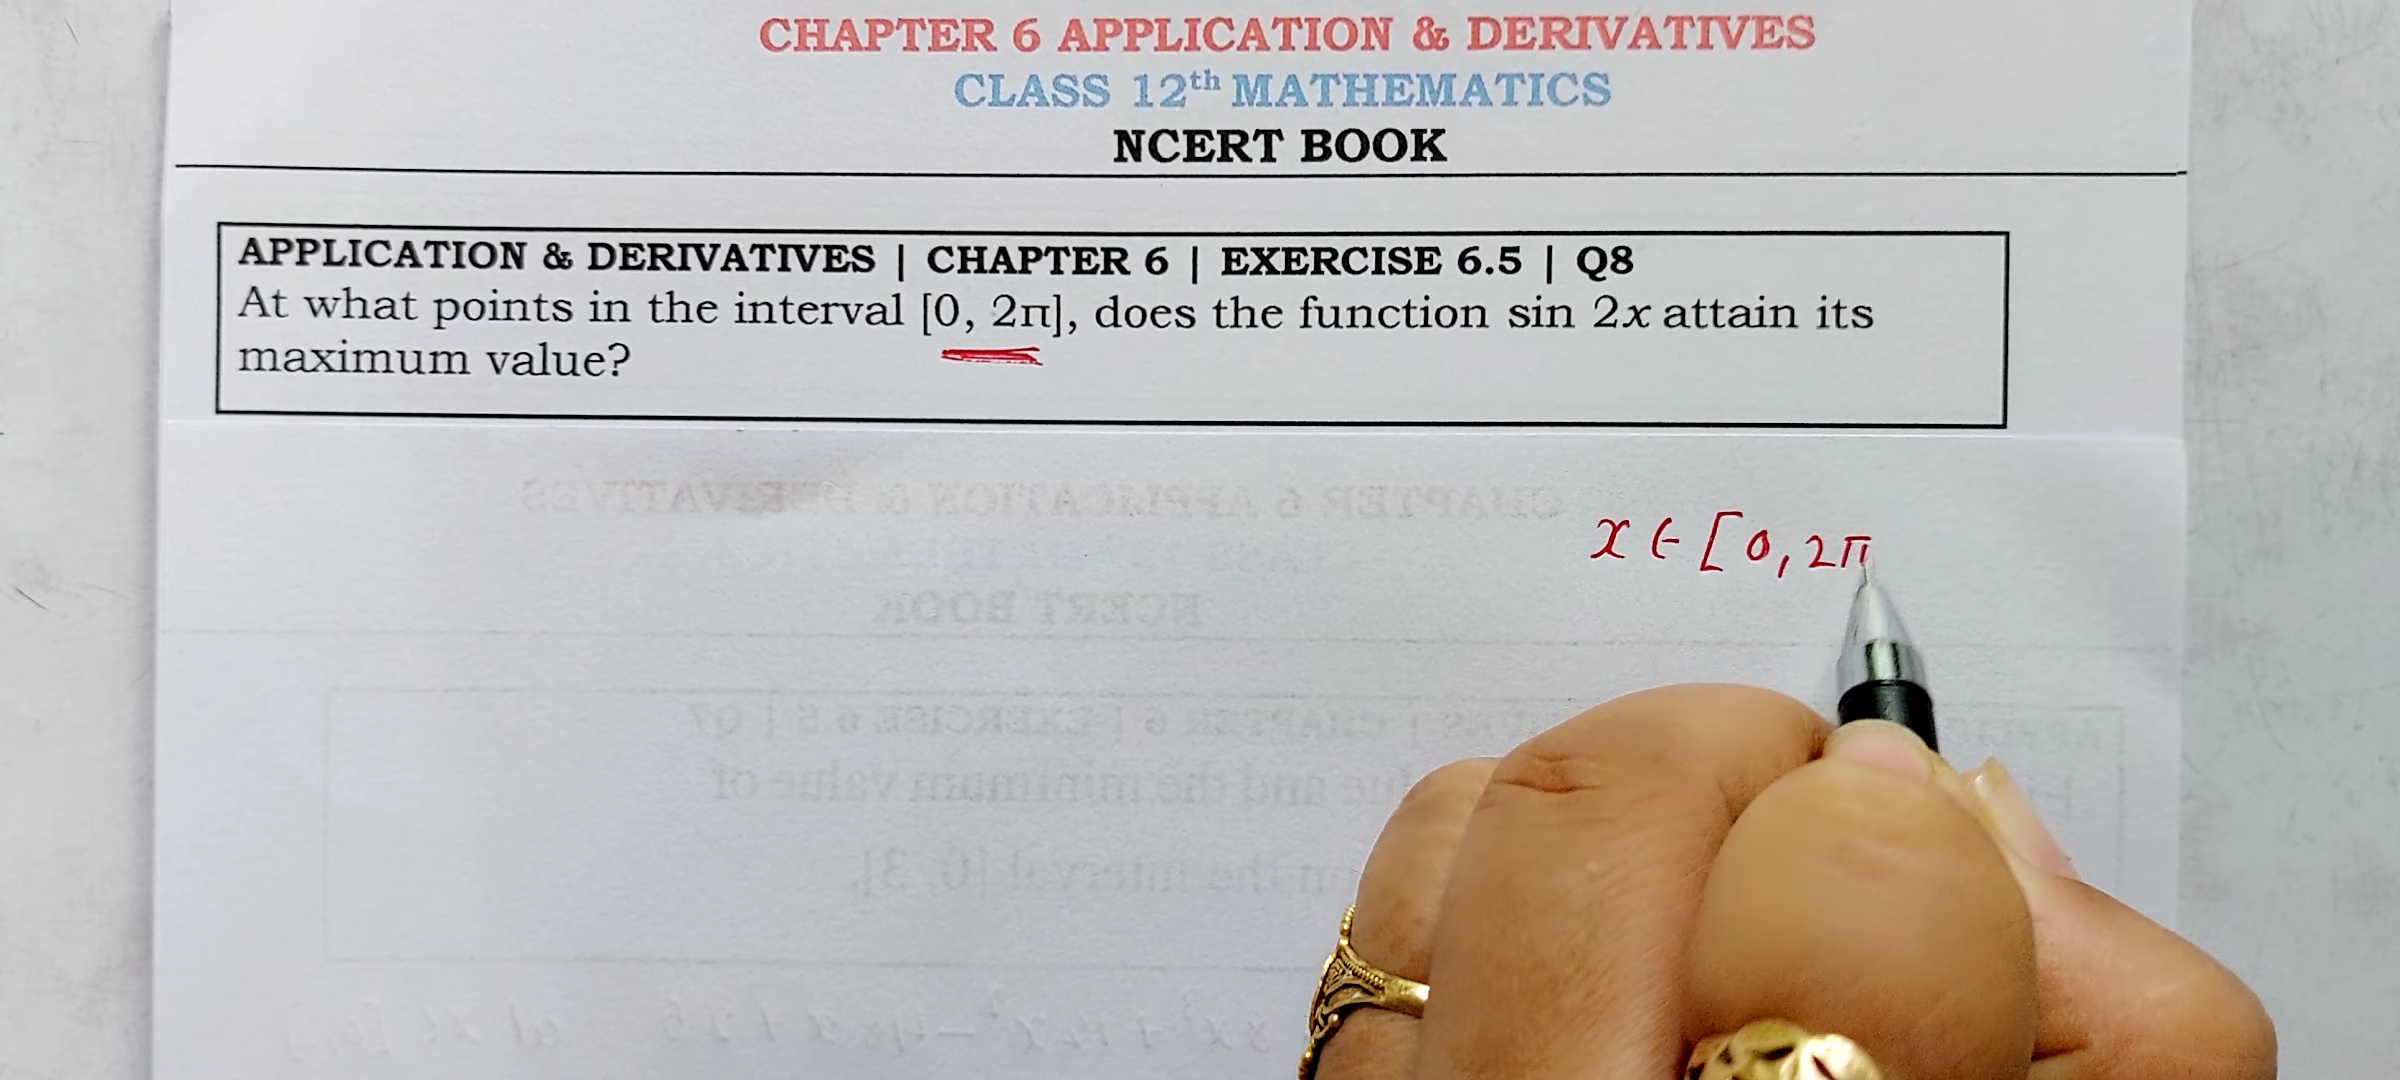 CHAPTER 6 APPLICATION & DERIVATIVES
CLASS 12th MATHEMATICS
NCERT BOOK
APPLICATION & DERIVATIVES | CHAPTER 6 | EXERCISE 6.5 | Q8
At what points in the interval [0, 2π], does the function sin 2x attain its
maximum value?
x ∈ [0, 2π